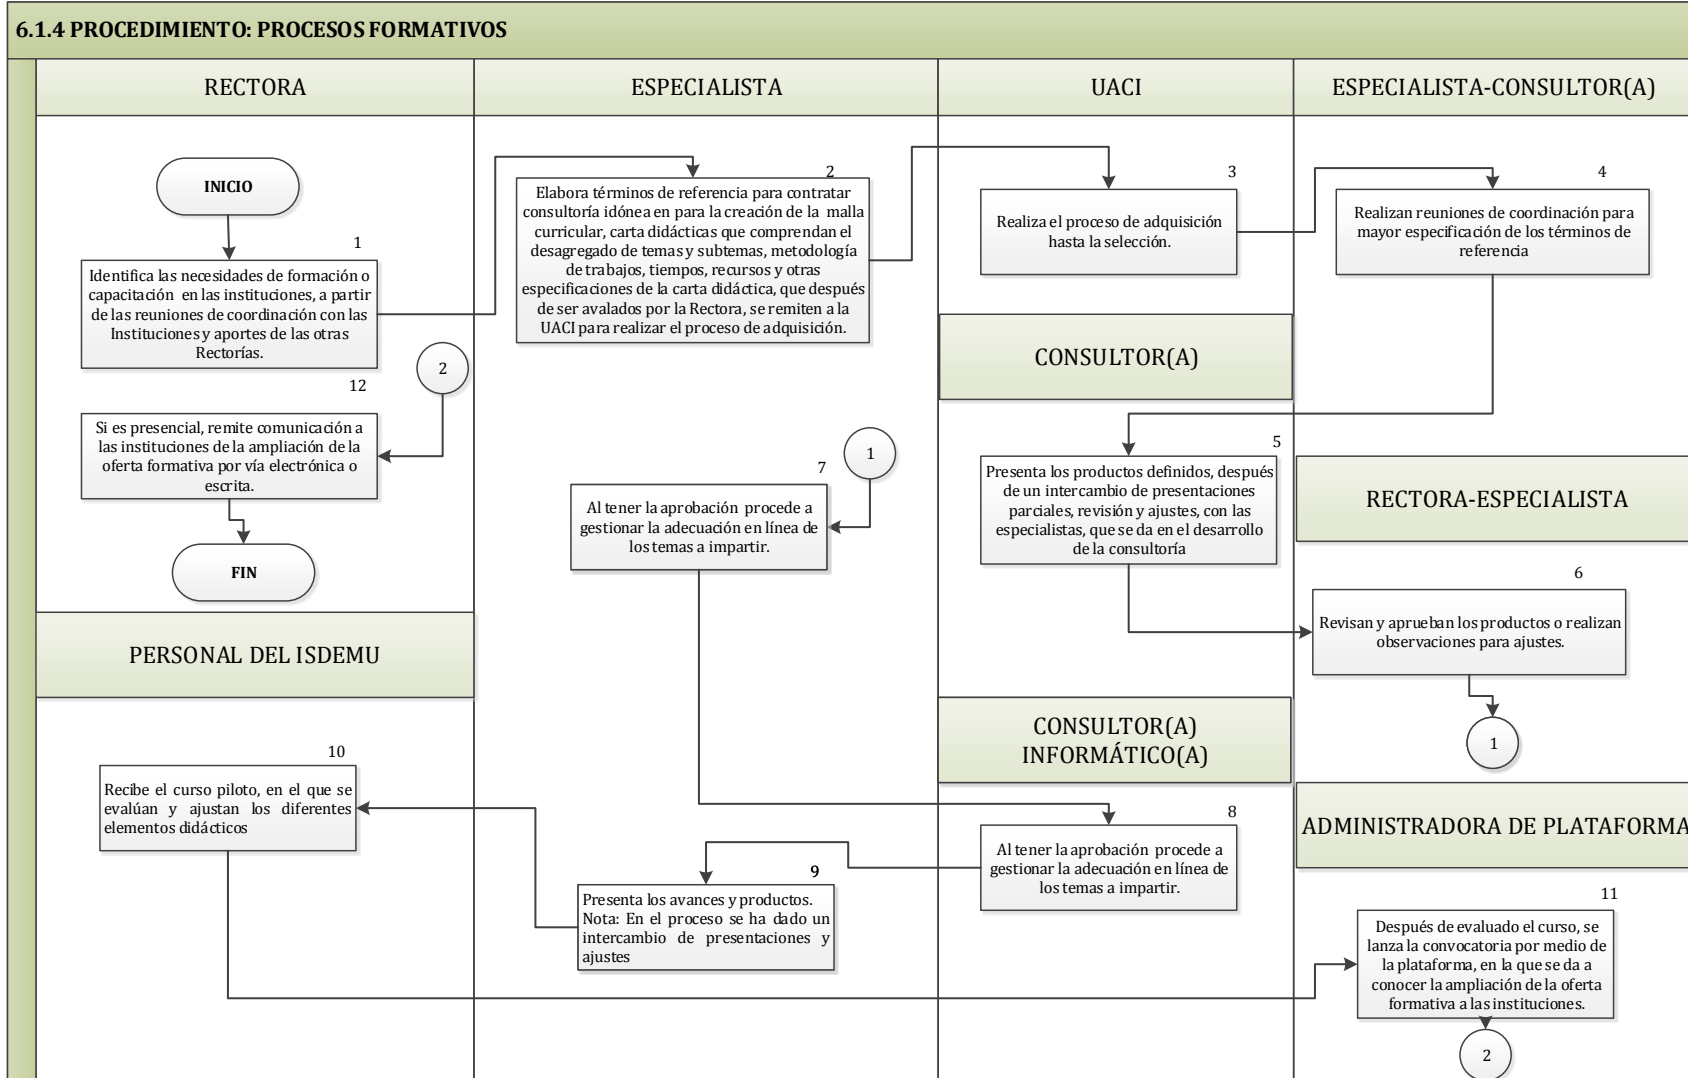 6.1.4 PROCEDIMIENTO: PROCESOS FORMATIVOS
RECTORA
ESPECIALISTA
UACI
ESPECIALISTA-CONSULTOR(A)
INICIO
1
Identifica las necesidades de formación o
capacitación en las instituciones, a partir
de las reuniones de coordinación con las
Instituciones y aportes de las otras
Rectorías.
2
Elabora términos de referencia para contratar
consultoría idónea en para la creación de la malla
curricular, carta didácticas que comprendan el
desagregado de temas y subtemas, metodología
de trabajos, tiempos, recursos y otras
especificaciones de la carta didáctica, que después
de ser avalados por la Rectora, se remiten a la
UACI para realizar el proceso de adquisición.
3
Realiza el proceso de adquisición
hasta la selección.
4
Realizan reuniones de coordinación para
mayor especificación de los términos de
referencia
CONSULTOR(A)
5
Presenta los productos definidos, después
de un intercambio de presentaciones
parciales, revisión y ajustes, con las
especialistas, que se da en el desarrollo
de la consultoría
RECTORA-ESPECIALISTA
6
Revisan y aprueban los productos o realizan
observaciones para ajustes.
1
1
7
Al tener la aprobación procede a
gestionar la adecuación en línea de
los temas a impartir.
CONSULTOR(A)
INFORMÁTICO(A)
8
Al tener la aprobación procede a
gestionar la adecuación en línea de
los temas a impartir.
9
Presenta los avances y productos.
Nota: En el proceso se ha dado un
intercambio de presentaciones y
ajustes
PERSONAL DEL ISDEMU
10
Recibe el curso piloto, en el que se
evalúan y ajustan los diferentes
elementos didácticos
ADMINISTRADORA DE PLATAFORMA
11
Después de evaluado el curso, se
lanza la convocatoria por medio de
la plataforma, en la que se da a
conocer la ampliación de la oferta
formativa a las instituciones.
2
2
12
Si es presencial, remite comunicación a
las instituciones de la ampliación de la
oferta formativa por vía electrónica o
escrita.
FIN